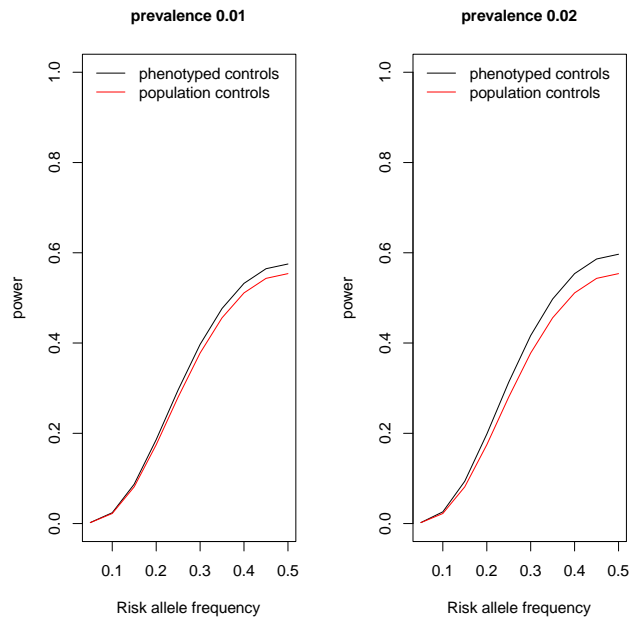 prevalence 0.01
phenotyped controls
population controls
power
1.0
0.8
0.6
0.4
0.2
0.0
0.1 0.2 0.3 0.4 0.5
Risk allele frequency
prevalence 0.02
phenotyped controls
population controls
power
1.0
0.8
0.6
0.4
0.2
0.0
0.1 0.2 0.3 0.4 0.5
Risk allele frequency